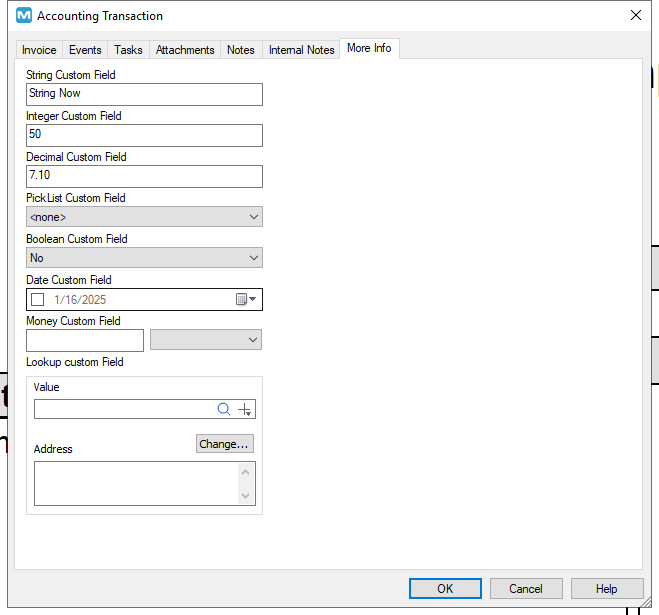 M Accounting Transaction
Invoice Events Tasks Attachments Notes Internal Notes More Info
String Custom Field
String Now
Integer Custom Field
50
Decimal Custom Field
7.10
PickList Custom Field
<none>
Boolean Custom Field
No
Date Custom Field
1/16/2025
Money Custom Field
Lookup custom Field
Value
Address Change...
OK Cancel Help